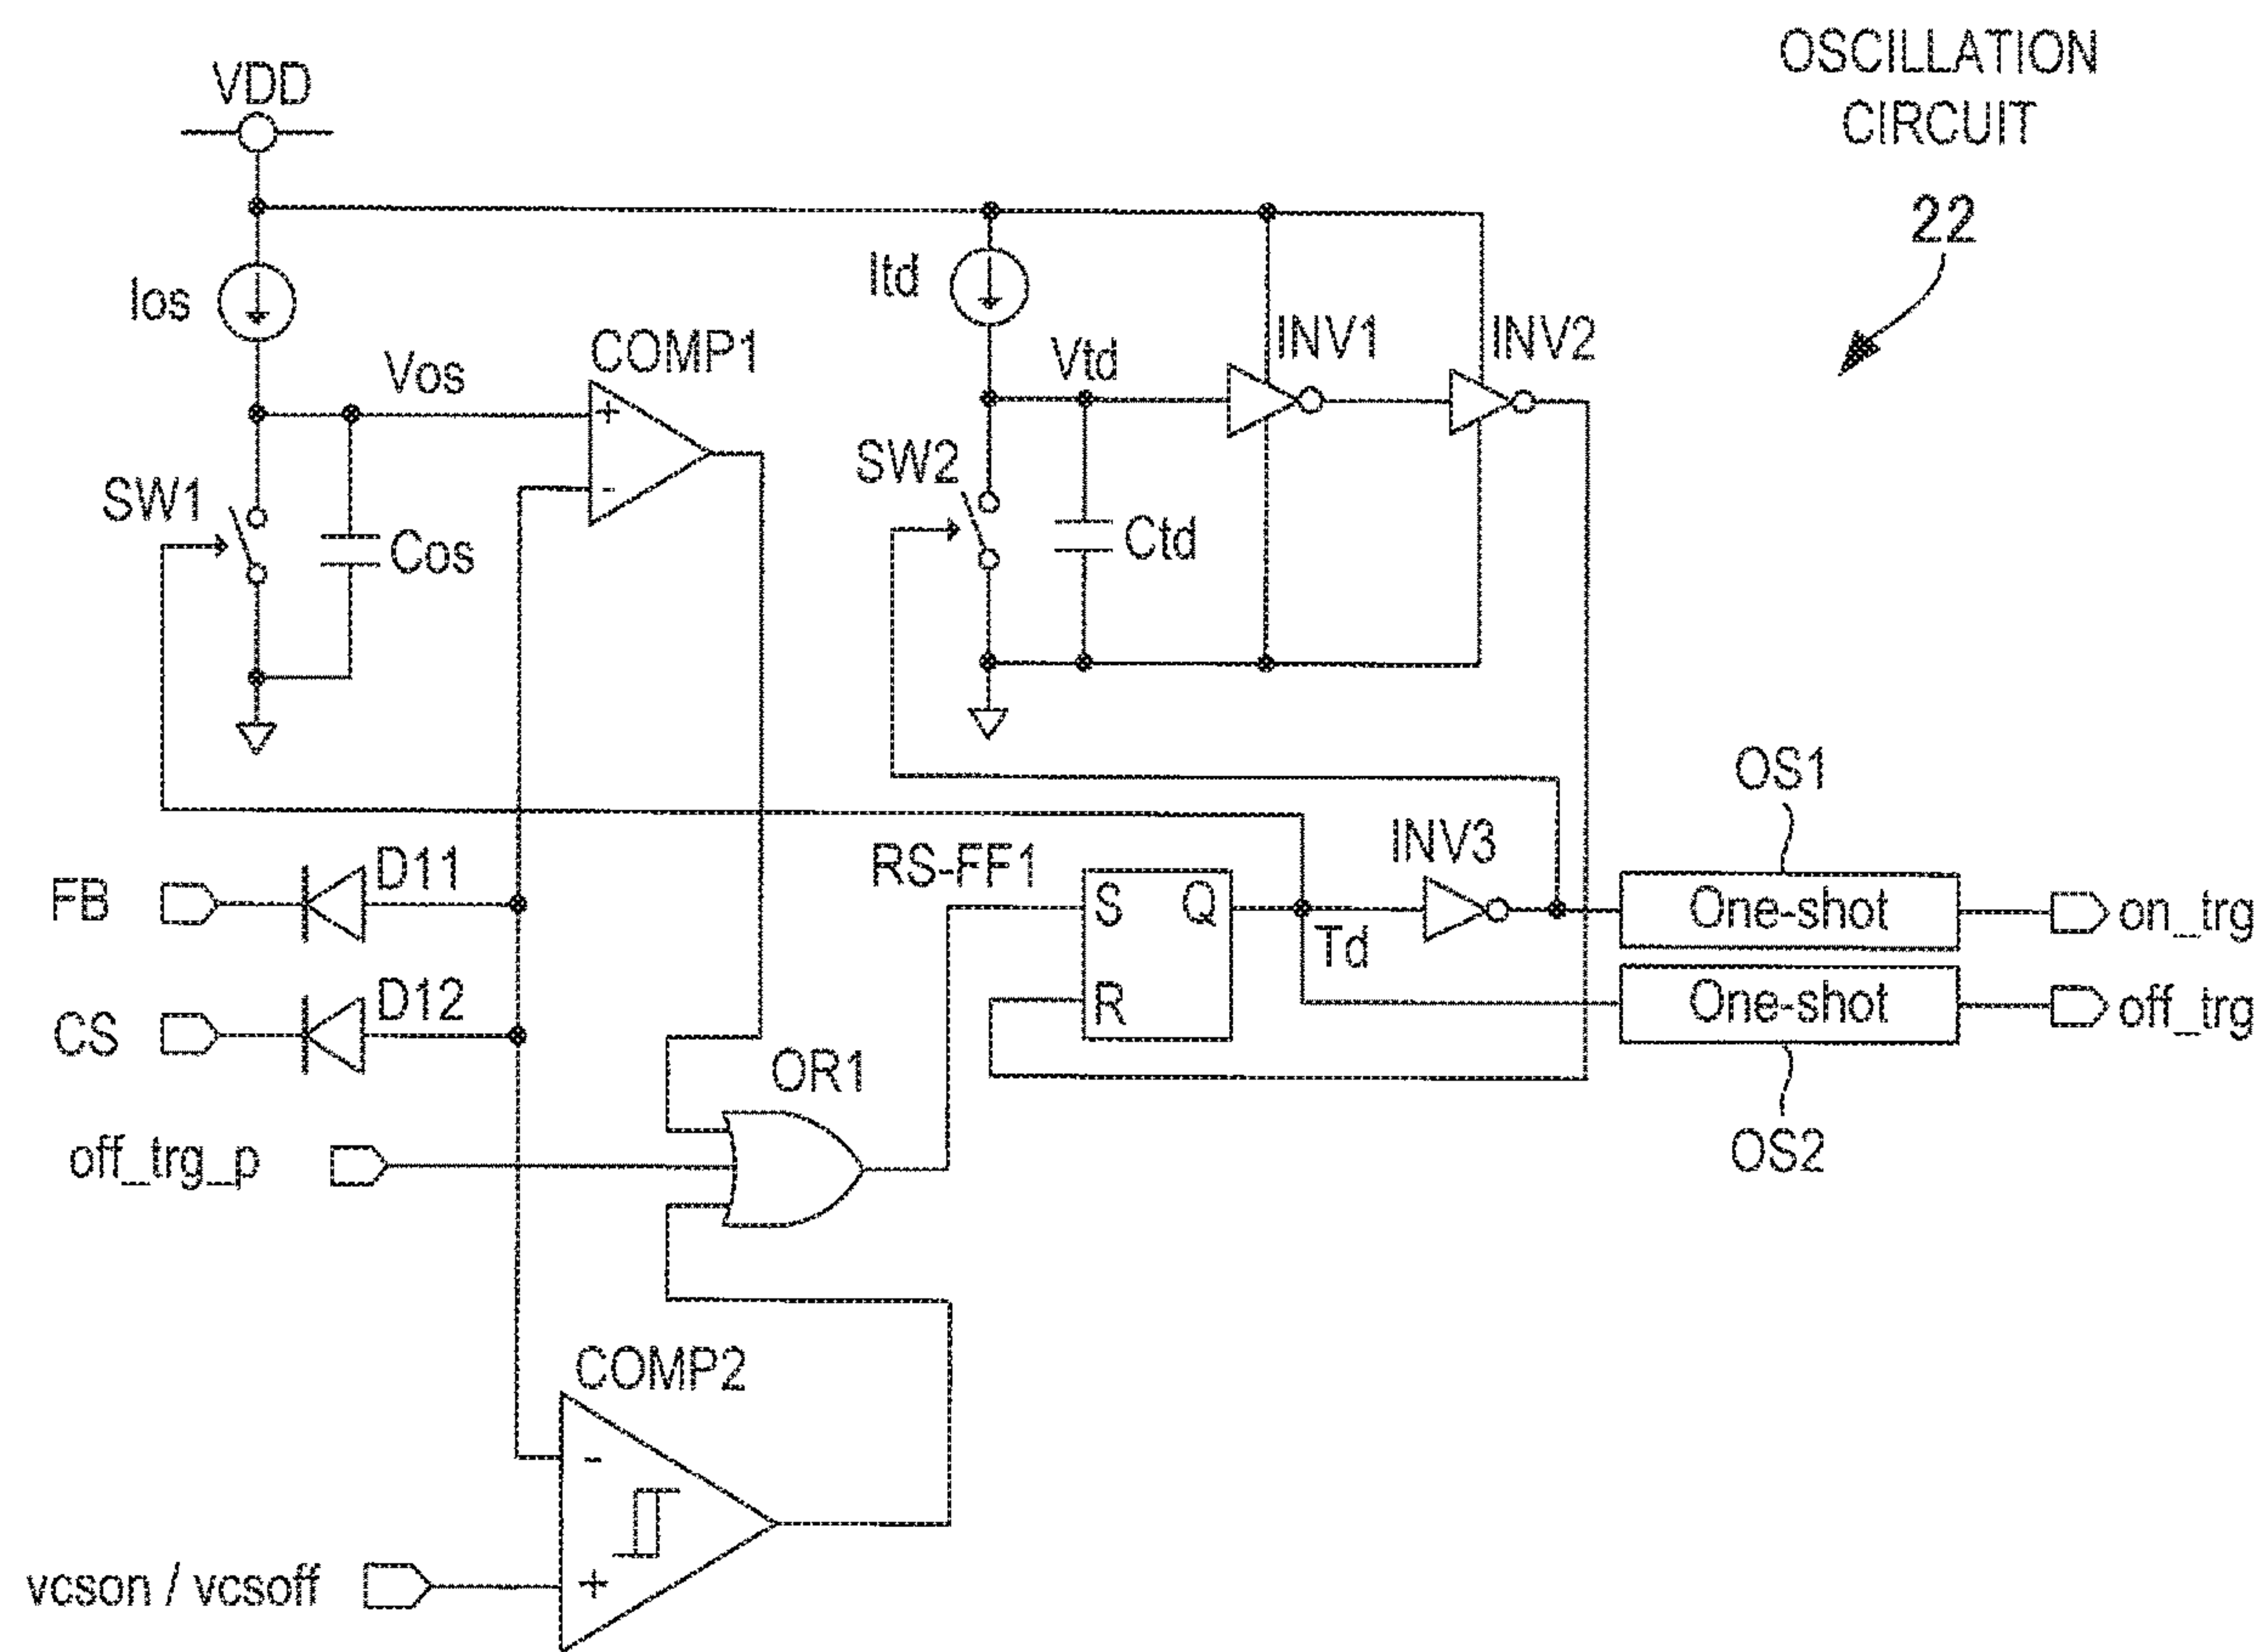 OSCILLATION
CIRCUIT
22
VDD
Ios
Vos
COMP1
+
-
SW1
Cos
Itd
Vtd
INV1
INV2
SW2
Ctd
FB
D11
CS
D12
off_trg_p
OR1
RS-FF1
S
Q
R
Td
INV3
OS1
One-shot
on_trg
One-shot
off_trg
OS2
COMP2
-
+
vcson / vcsoff